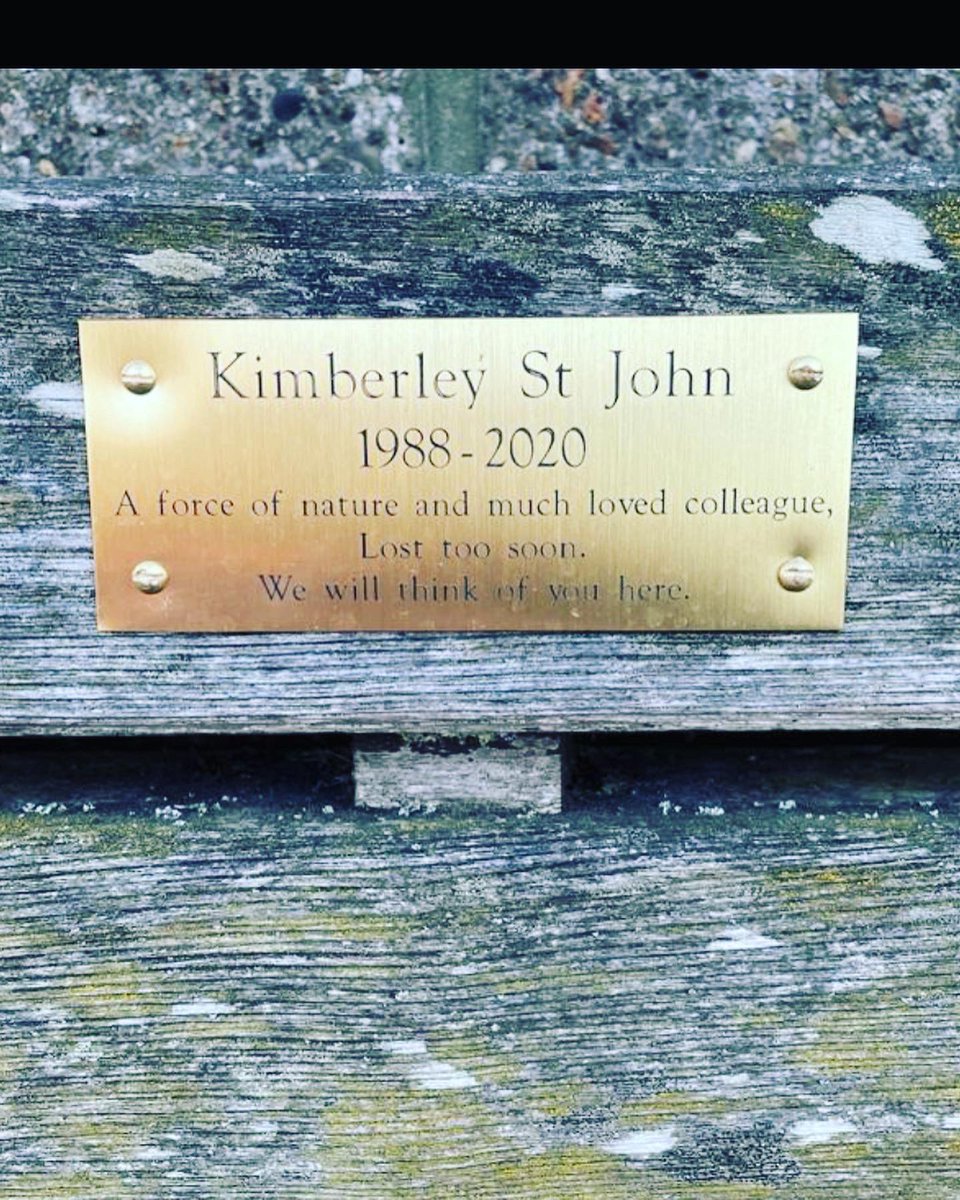 Kimberley St John
1988 - 2020
A force of nature and much loved colleague,
Lost too soon.
We will think of you here.